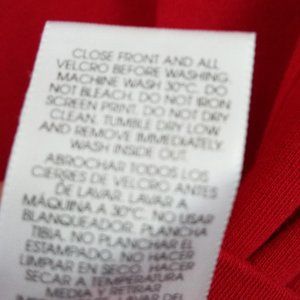 CLOSE FRONT AND ALL
VELCRO BEFORE WASHING.
MACHINE WASH 30°C. DO
NOT BLEACH. DO NOT IRON
SCREEN PRINT. DO NOT DRY
CLEAN. TUMBLE DRY LOW
AND REMOVE IMMEDIATELY.
WASH INSIDE OUT.
ABROCHAR TODOS LOS
CIERRES DE VELCRO ANTES
DE LAVAR. LAVAR A
MÁQUINA A 30°C. NO USAR
BLANQUEADOR. PLANCHA
TIBIA. NO PLANCHAR EL
ESTAMPADO. NO HACER
LIMPIAR EN SECO. HACER
SECAR A TEMPERATURA
MEDIA Y RETIRAR